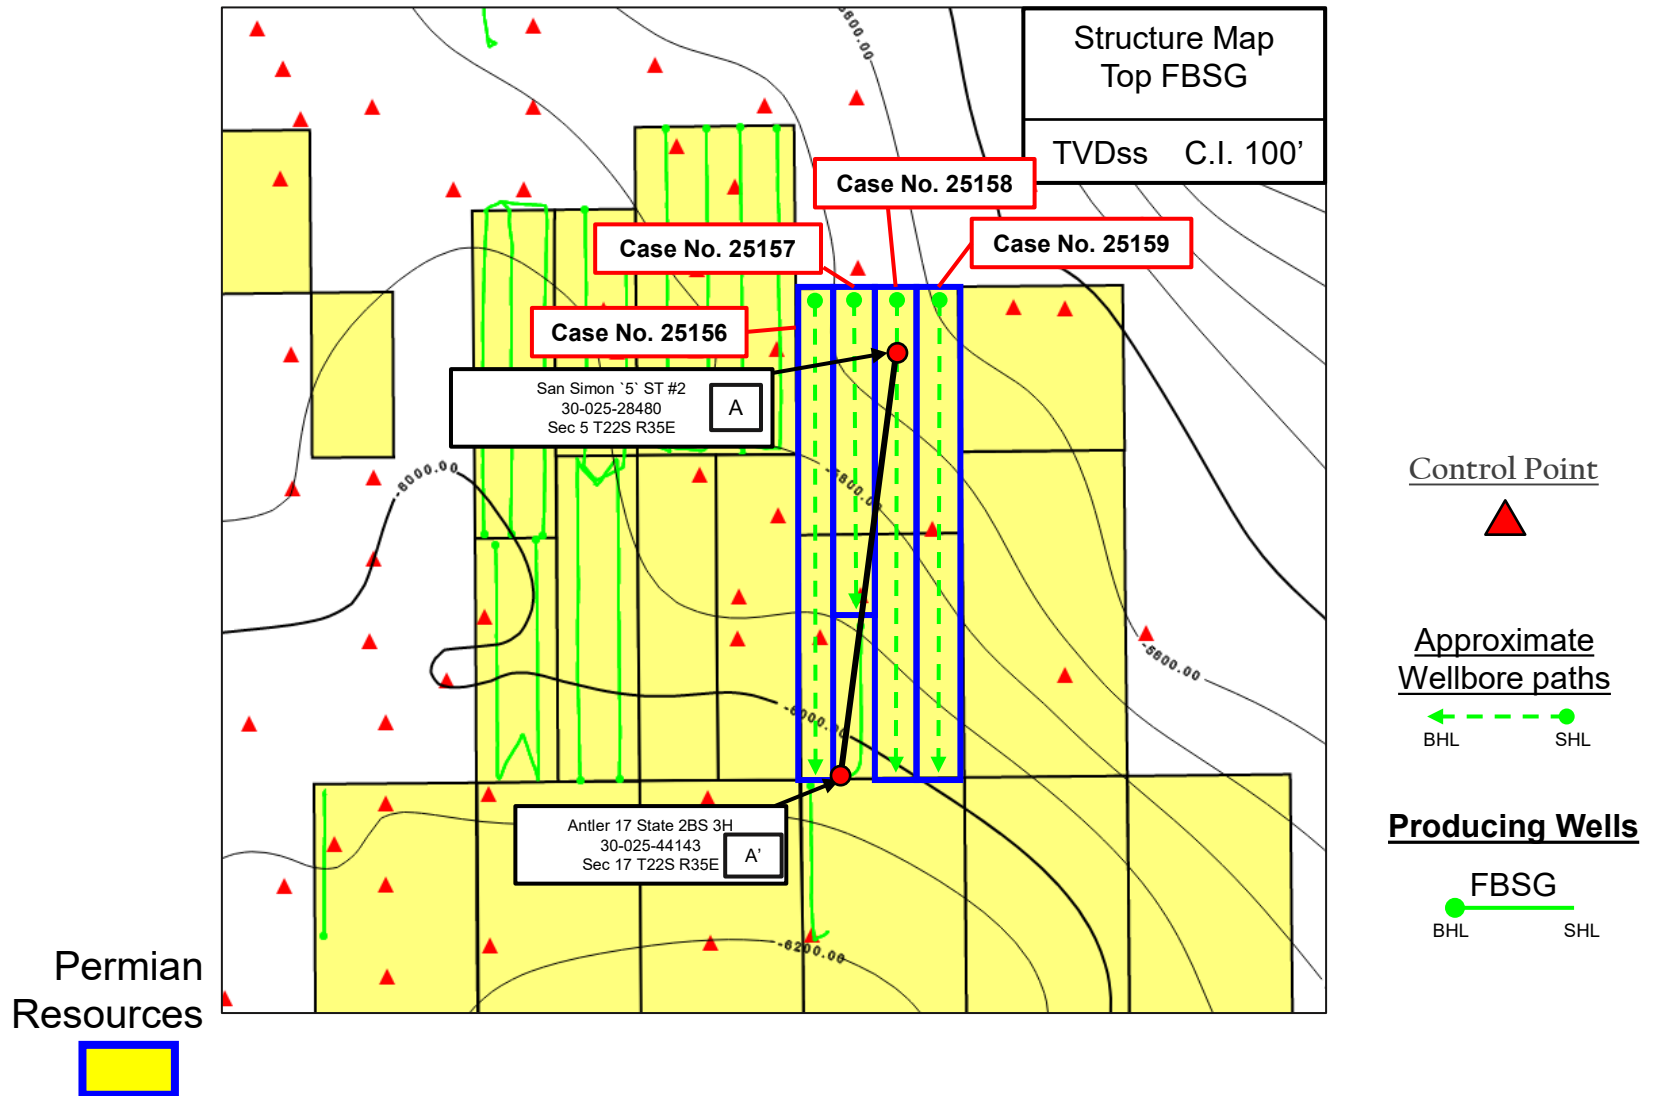 -5600.00
Structure Map
Top FBSG
TVDss C.I. 100’
Case No. 25158
Case No. 25157
Case No. 25159
Case No. 25156
San Simon `5` ST #2
30-025-28480
Sec 5 T22S R35E
A
-6000.00
-5800.00
Control Point
-5600.00
Approximate
Wellbore paths
BHL SHL
-6000.00
Antler 17 State 2BS 3H
30-025-44143
Sec 17 T22S R35E
A’
Producing Wells
FBSG
BHL SHL
-6200.00
Permian
Resources